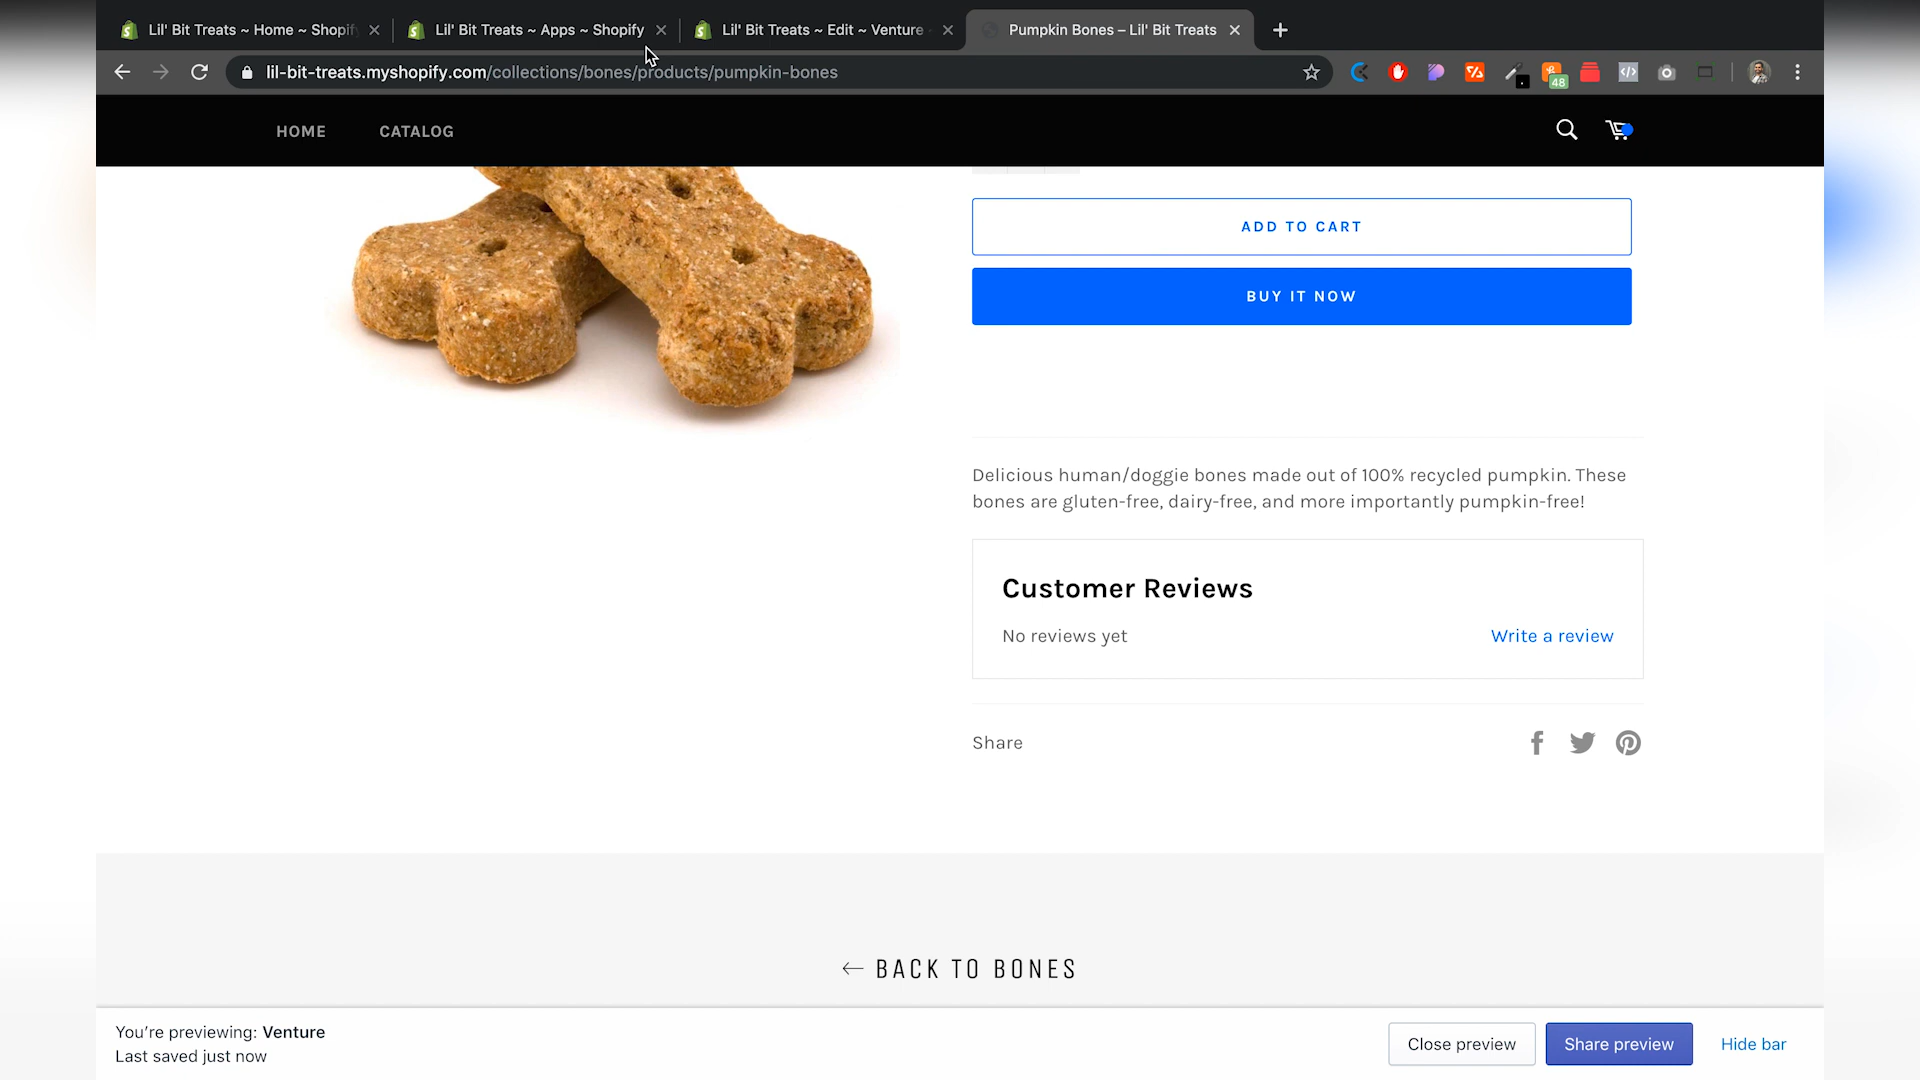 Lil' Bit Treats ~ Home ~ Shopif
Lil' Bit Treats ~ Apps ~ Shopify
Lil' Bit Treats ~ Edit ~ Venture
Pumpkin Bones – Lil' Bit Treats
lil-bit-treats.myshopify.com/collections/bones/products/pumpkin-bones
48
HOME CATALOG
ADD TO CART
BUY IT NOW
Delicious human/doggie bones made out of 100% recycled pumpkin. These
bones are gluten-free, dairy-free, and more importantly pumpkin-free!
Customer Reviews
No reviews yet
Write a review
Share
← BACK TO BONES
You're previewing: Venture
Last saved just now
Close preview
Share preview
Hide bar